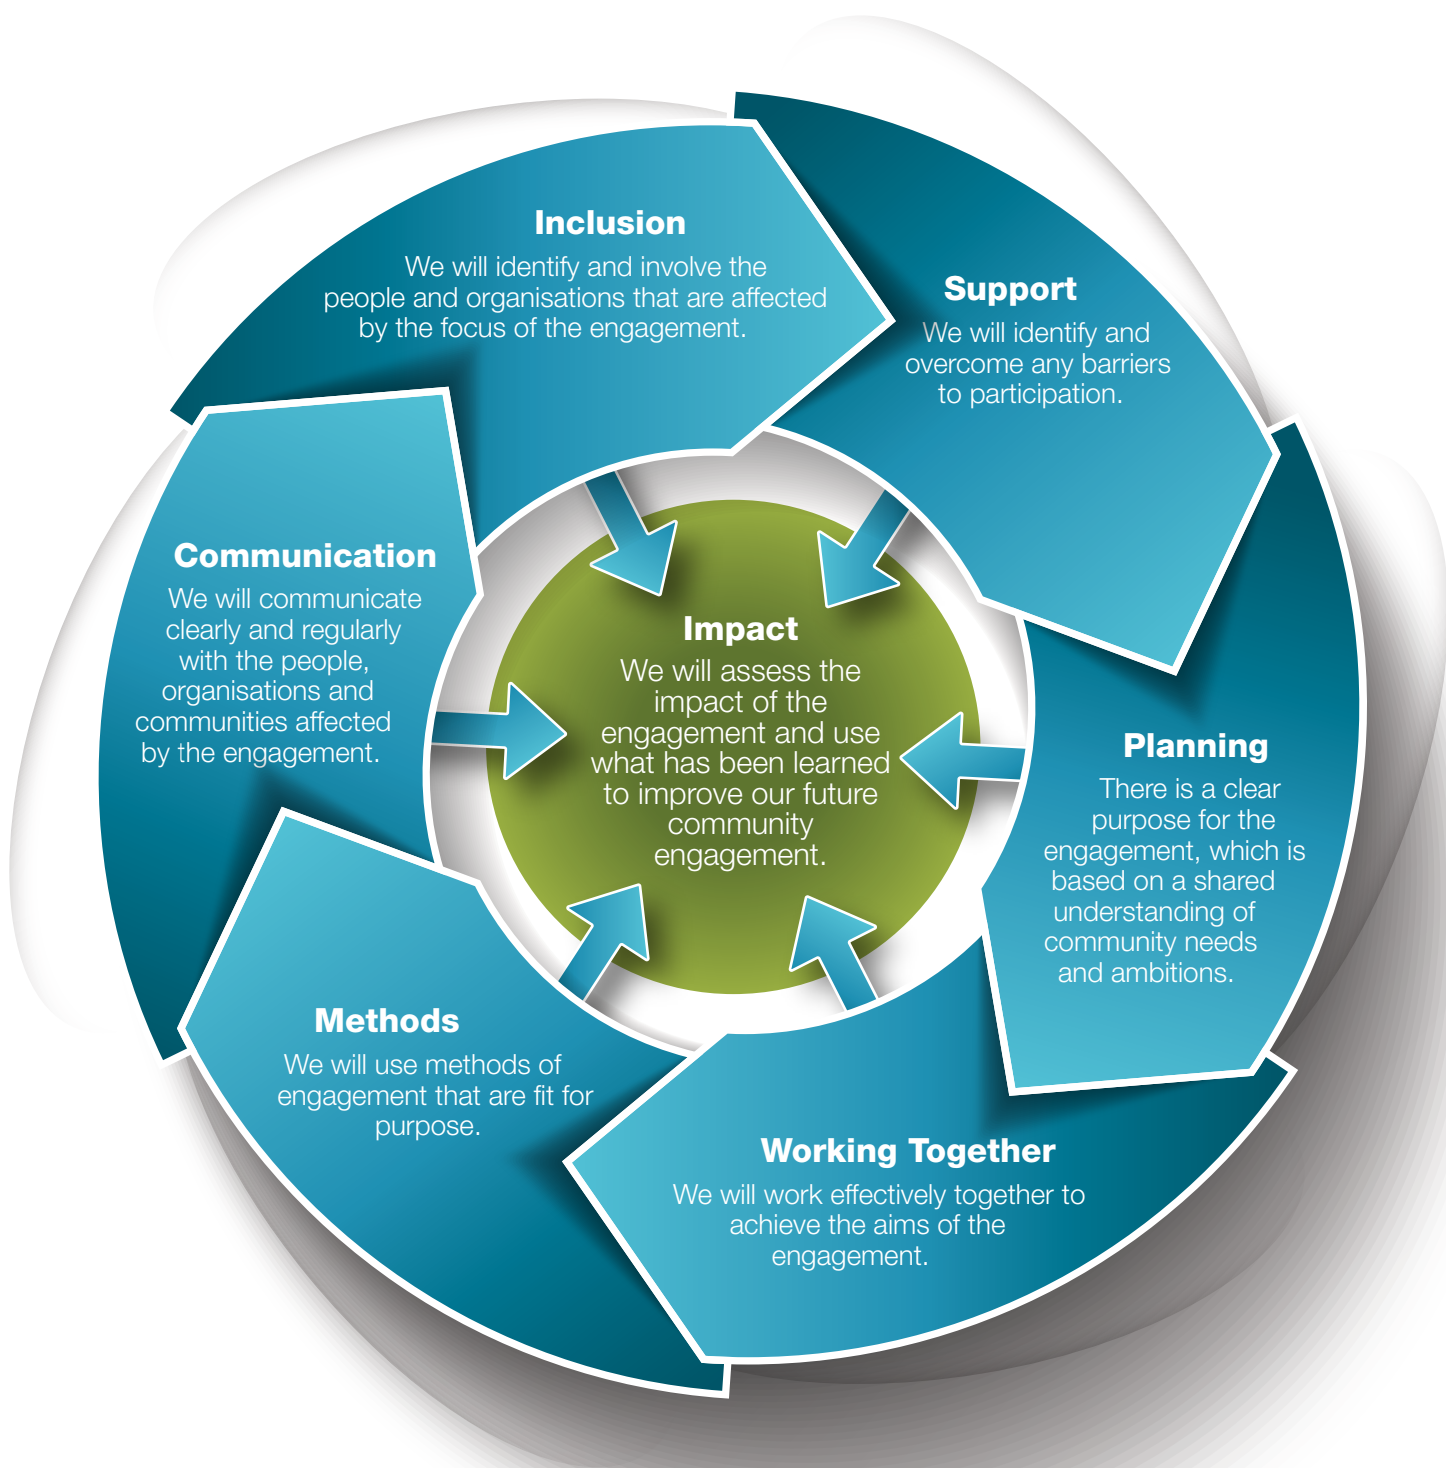 Inclusion
We will identify and involve the
people and organisations that are affected
by the focus of the engagement.
Support
We will identify and
overcome any barriers
to participation.
Planning
There is a clear
purpose for the
engagement, which is
based on a shared
understanding of
community needs
and ambitions.
Working Together
We will work effectively together to
achieve the aims of the
engagement.
Methods
We will use methods of
engagement that are fit for
purpose.
Communication
We will communicate
clearly and regularly
with the people,
organisations and
communities affected
by the engagement.
Impact
We will assess the
impact of the
engagement and use
what has been learned
to improve our future
community
engagement.